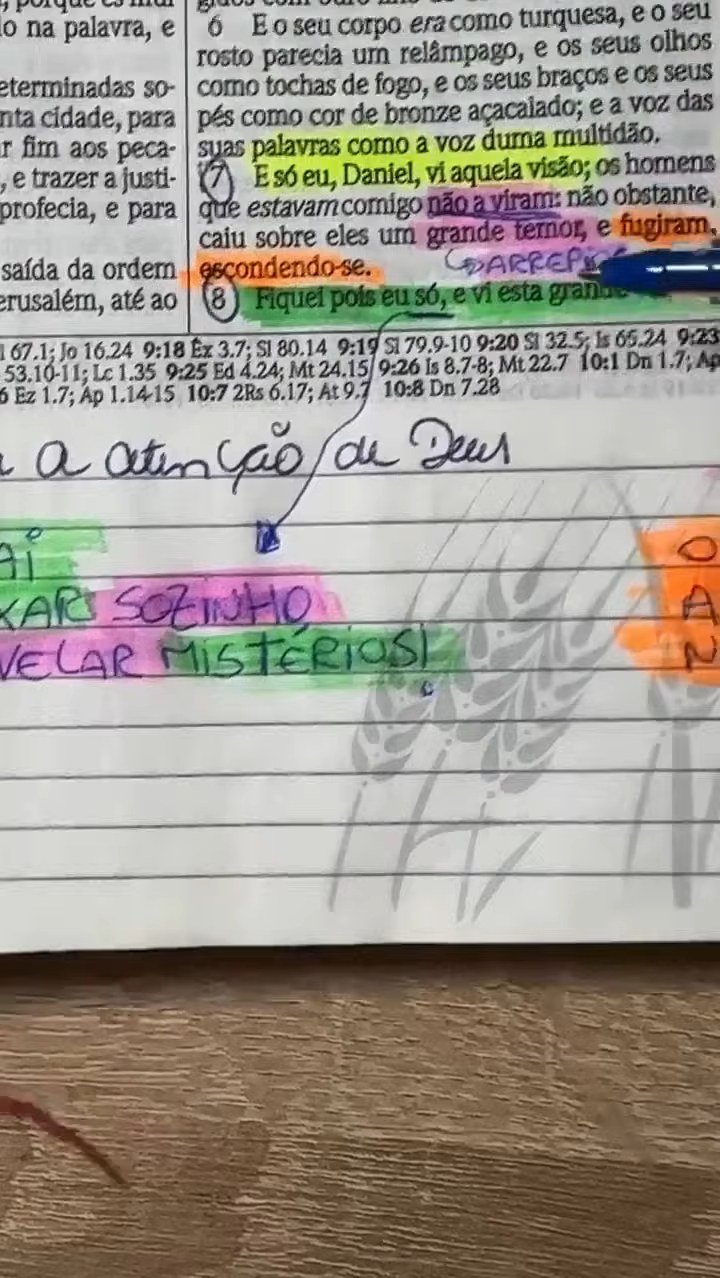 lo na palavra, e
eterminadas so-
nta cidade, para
r fim aos peca-
, e trazer a justi-
profecia, e para
saída da ordem
erusalém, até ao
6 E o seu corpo era como turquesa, e o seu
rosto parecia um relâmpago, e os seus olhos
como tochas de fogo, e os seus braços e os seus
pés como cor de bronze açacalado; e a voz das
suas palavras como a voz duma multidão.
7 E só eu, Daniel, vi aquela visão; os homens
que estavam comigo não a viram: não obstante,
caiu sobre eles um grande temor, e fugiram,
escondendo-se.
ARREPI
8 Fiquei pois eu só, e vi esta gran
67.1; Jo 16.24 9:18 Êx 3.7; Sl 80.14 9:19 Sl 79.9-10 9:20 Sl 32.5; Is 65.24 9:23
53.10-11; Lc 1.35 9:25 Ed 4.24; Mt 24.15 9:26 Is 8.7-8; Mt 22.7 10:1 Dn 1.7; Ap
6 Ez 1.7; Ap 1.14-15 10:7 2Rs 6.17; At 9.7 10:8 Dn 7.28
a atenção de Deus
AI
XAR SOZINHO
VELAR MISTÉRIOS!
O
A
N